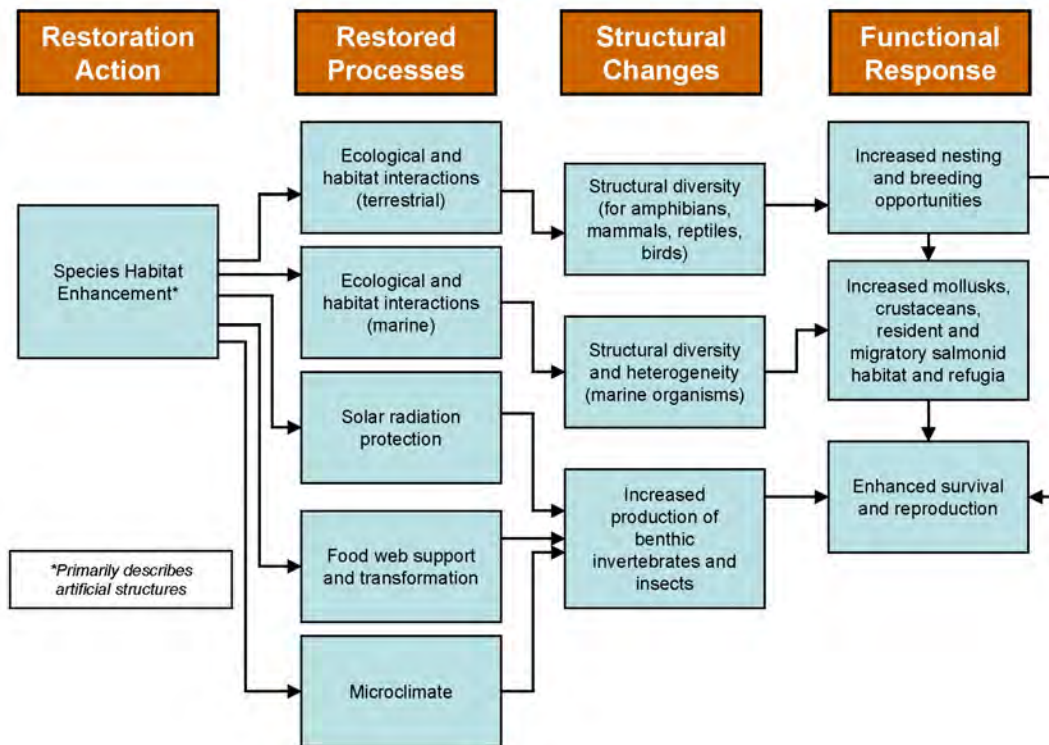 Restoration
Action
Restored
Processes
Structural
Changes
Functional
Response
Species Habitat
Enhancement*
*Primarily describes
artificial structures
Ecological and
habitat interactions
(terrestrial)
Ecological and
habitat interactions
(marine)
Solar radiation
protection
Food web support
and transformation
Microclimate
Structural diversity
(for amphibians,
mammals, reptiles,
birds)
Structural diversity
and heterogeneity
(marine organisms)
Increased
production of
benthic
invertebrates and
insects
Increased nesting
and breeding
opportunities
Increased mollusks,
crustaceans,
resident and
migratory salmonid
habitat and refugia
Enhanced survival
and reproduction